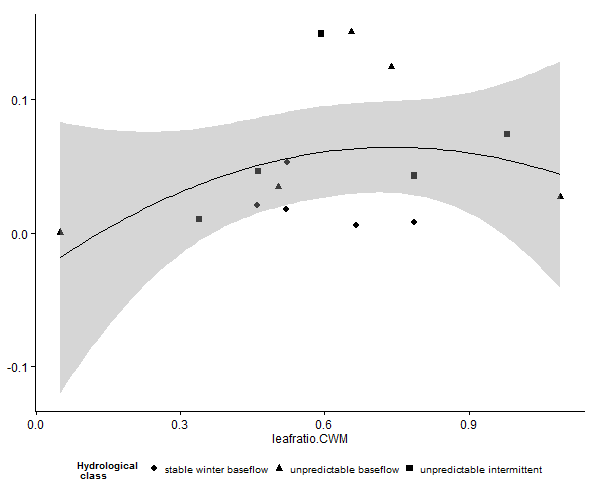 0.1
0.0
-0.1
0.0 0.3 0.6 0.9
leafratio.CWM
Hydrological
class
stable winter baseflow unpredictable baseflow unpredictable intermittent